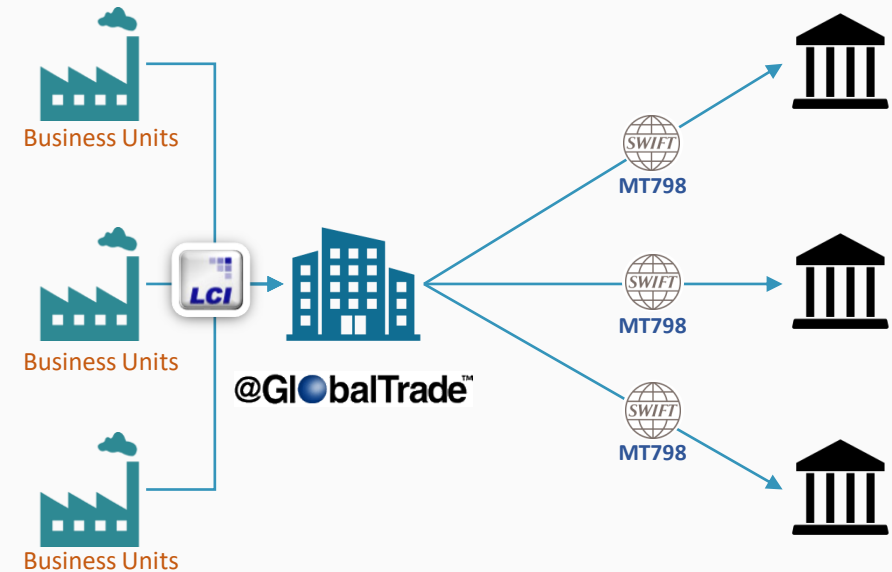 Business Units
SWIFT
MT798
Business Units
LCI
SWIFT
MT798
@GlobalTrade™
Business Units
SWIFT
MT798